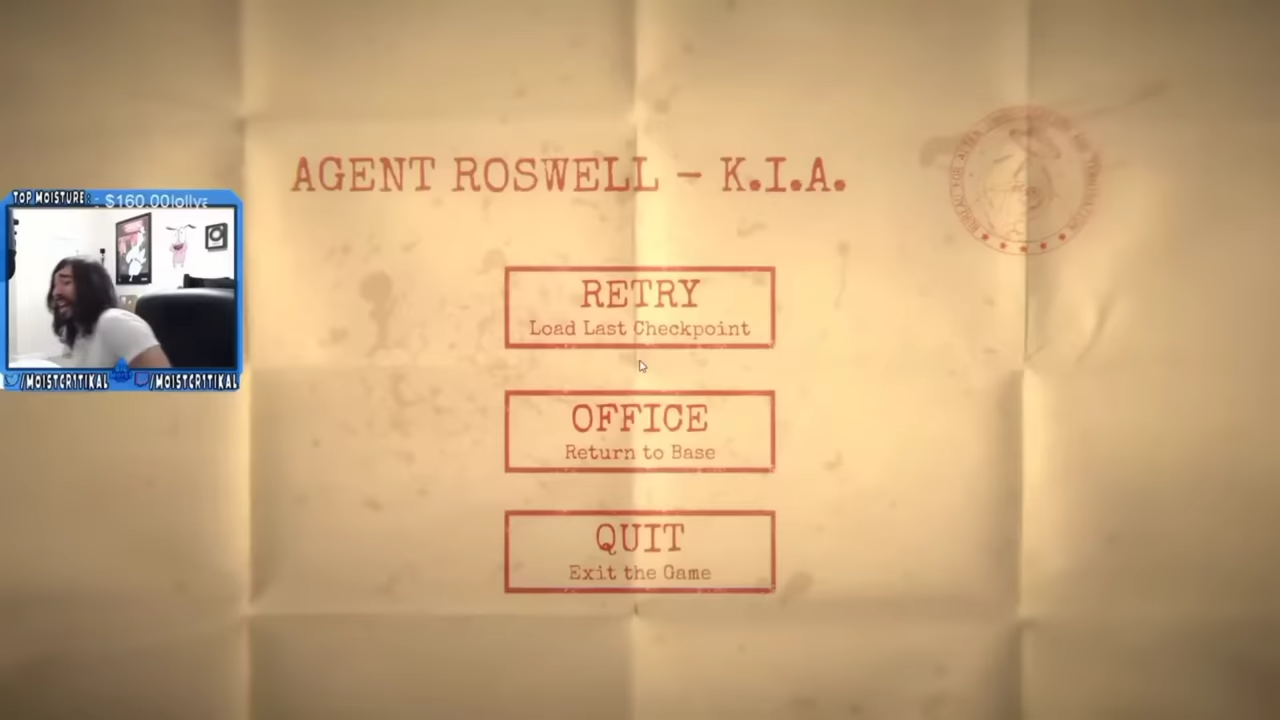 AGENT ROSWELL - K.I.A.
TOP MOISTURE: - $160.00
RETRY
Load Last Checkpoint
/MOISTCR1TIKAL /MOISTCR1TIKAL
OFFICE
Return to Base
QUIT
Exit the Game